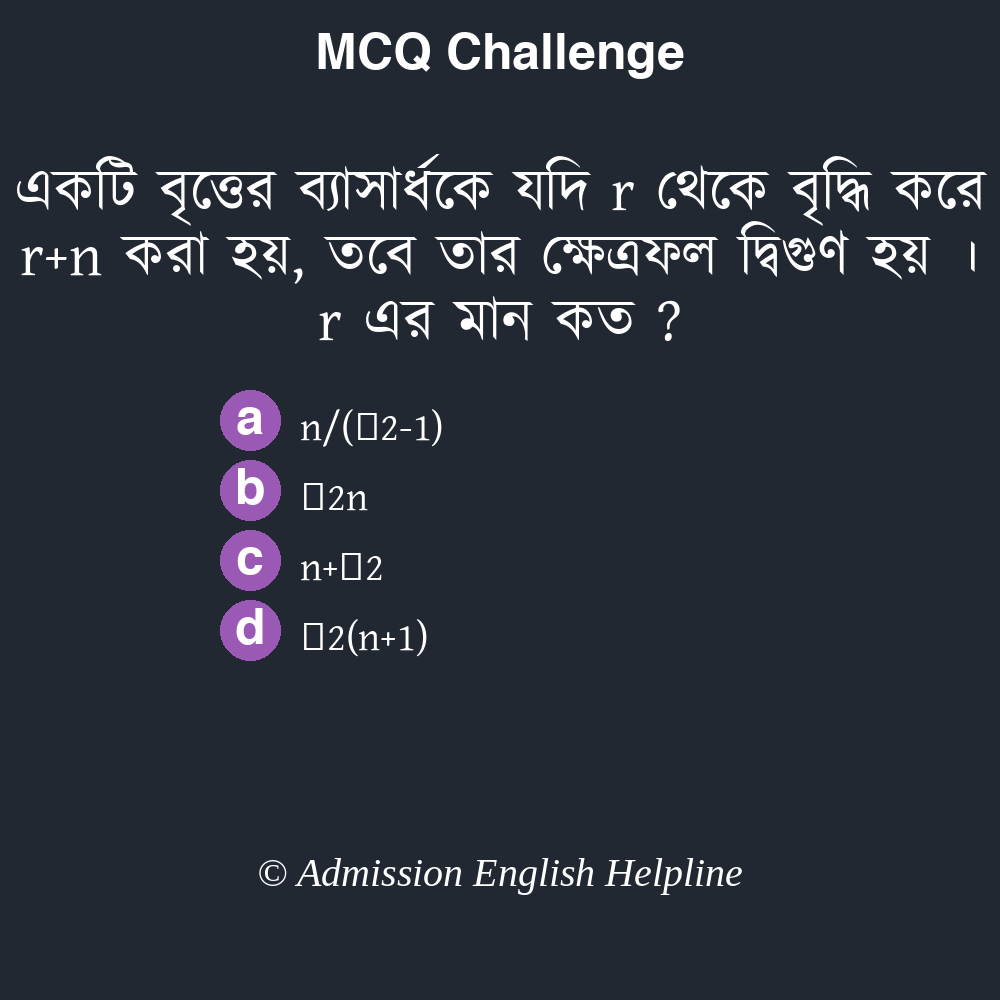 MCQ Challenge
একটি বৃত্তের ব্যাসার্ধকে যদি r থেকে বৃদ্ধি করে
r+n করা হয়, তবে তার ক্ষেত্রফল দ্বিগুণ হয় ।
r এর মান কত ?
a n/(▯2-1)
b ▯2n
c n+▯2
d ▯2(n+1)
© Admission English Helpline